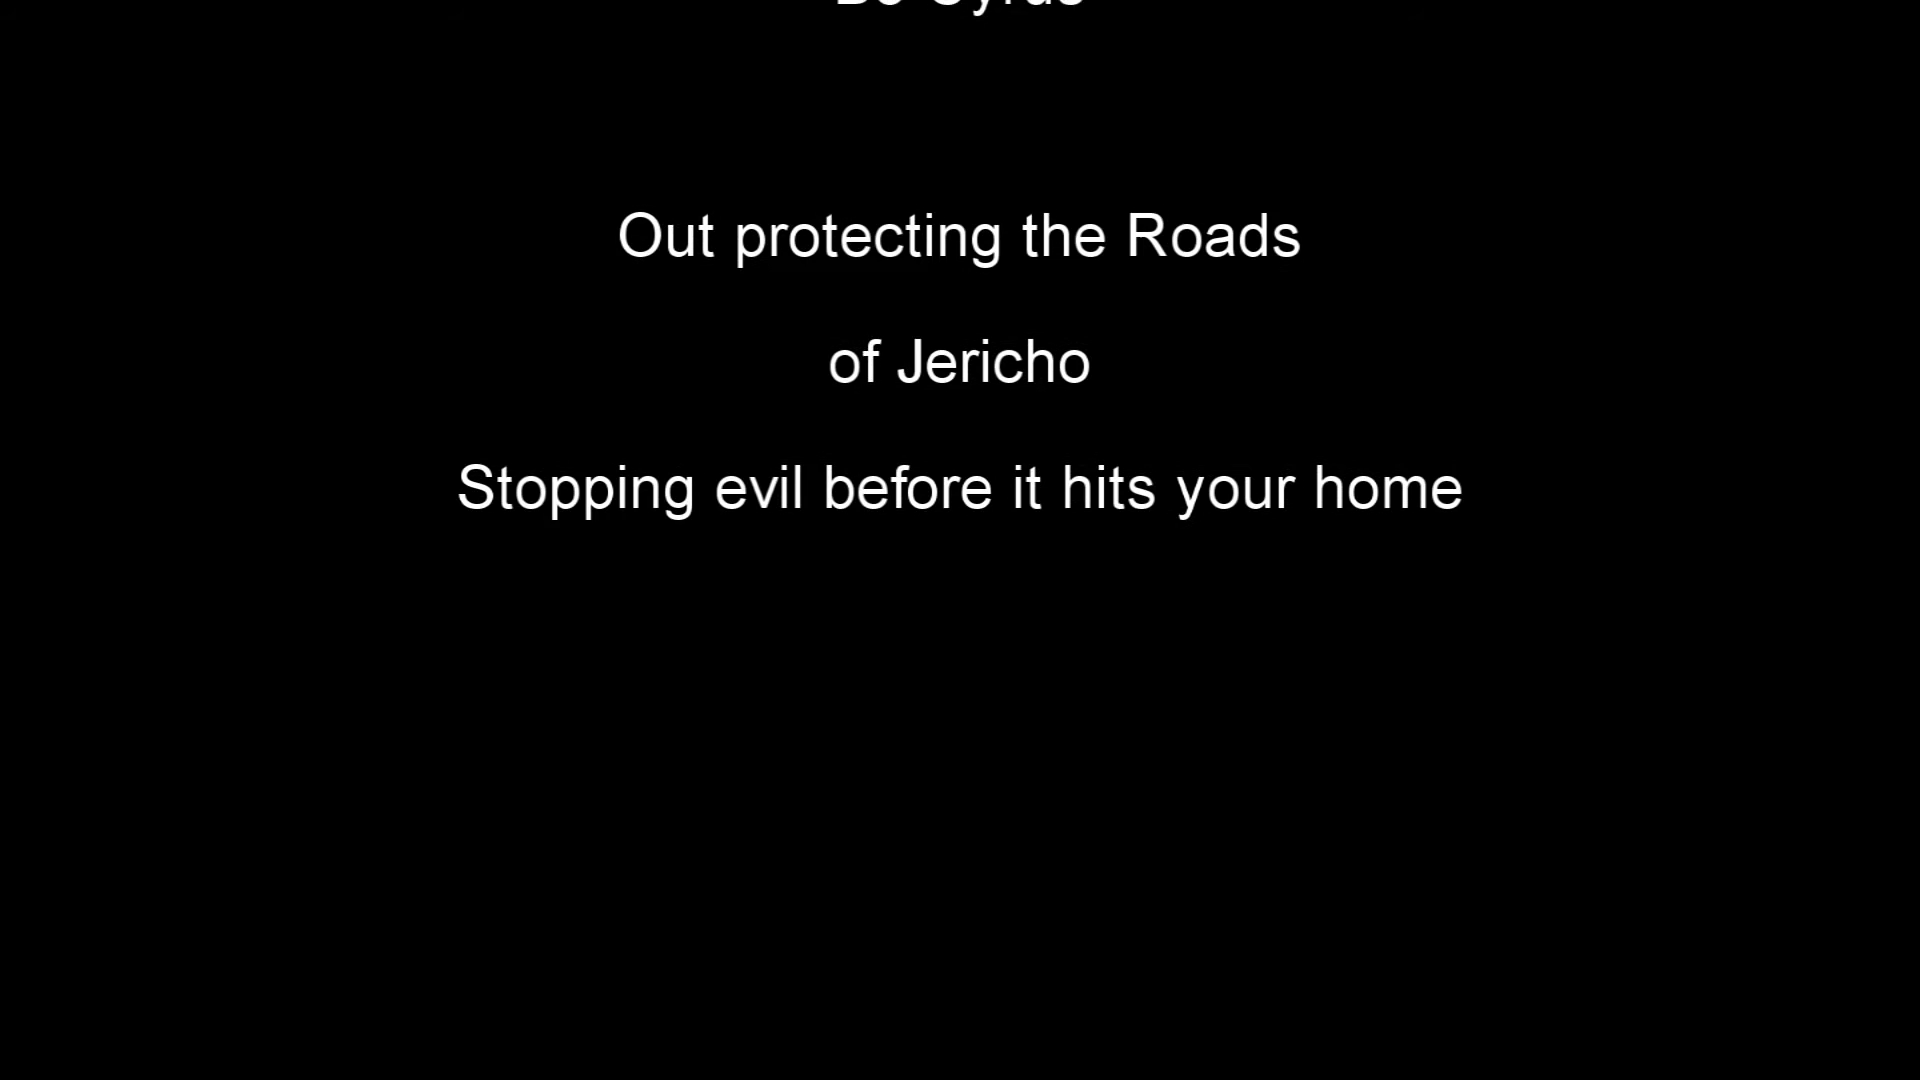 Out protecting the Roads
of Jericho
Stopping evil before it hits your home